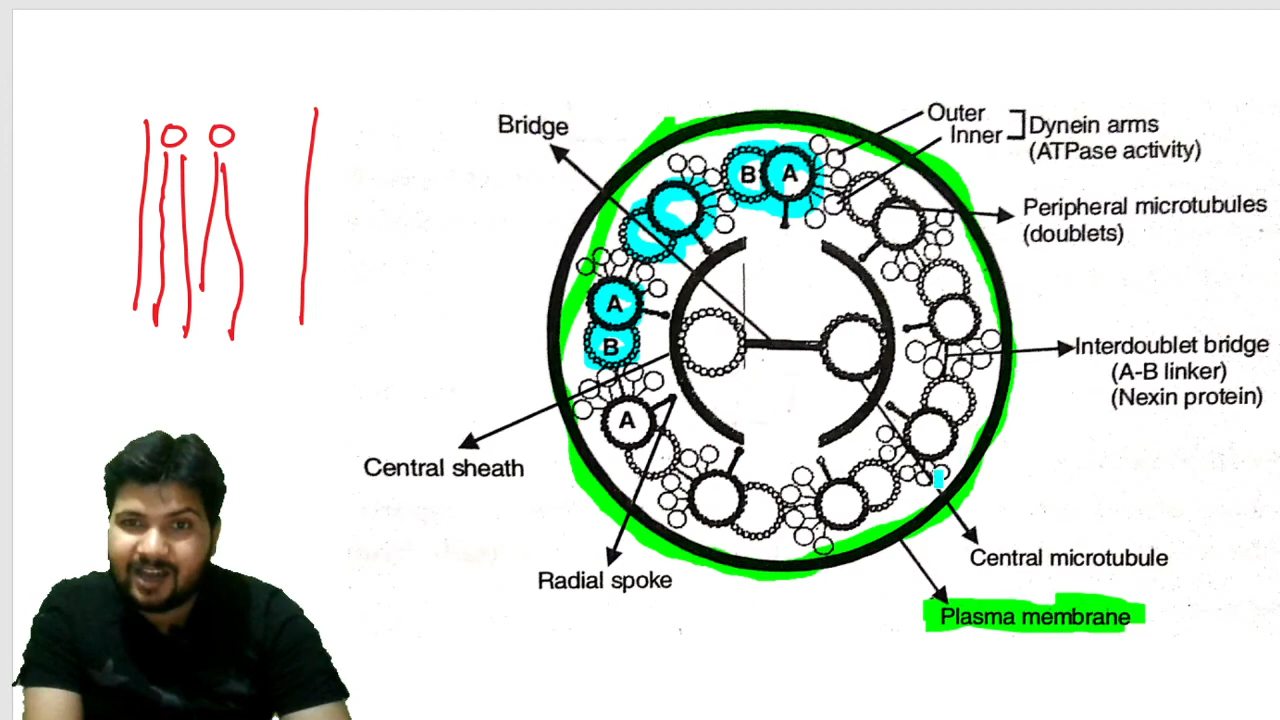 Bridge
Outer
Inner
Dynein arms
(ATPase activity)
Peripheral microtubules
(doublets)
Interdoublet bridge
(A-B linker)
(Nexin protein)
Central microtubule
Plasma membrane
Radial spoke
Central sheath
B A
A
B
A